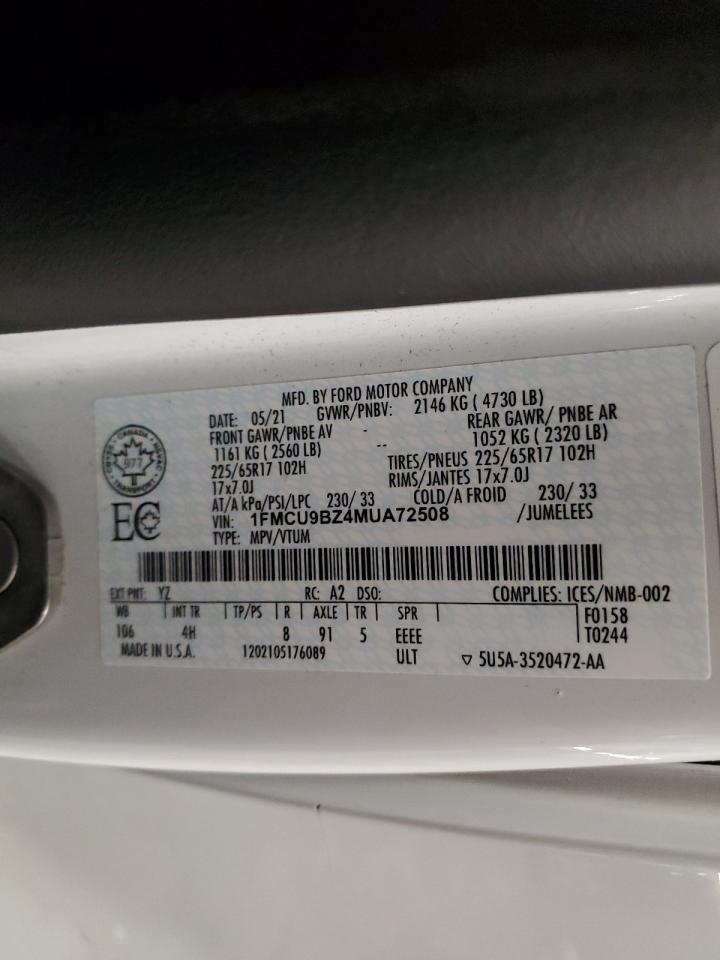 MFD. BY FORD MOTOR COMPANY
DATE: 05/21 GVWR/PNBV: 2146 KG ( 4730 LB)
FRONT GAWR/PNBE AV - REAR GAWR/ PNBE AR
1161 KG ( 2560 LB) -- 1052 KG ( 2320 LB)
225/65R17 102H TIRES/PNEUS 225/65R17 102H
17x7.0J RIMS/JANTES 17x7.0J
AT/A kPa/PSI/LPC 230/ 33 COLD/A FROID 230/ 33
VIN: 1FMCU9BZ4MUA72508 /JUMELEES
TYPE: MPV/VTUM
CANADA
977
TRANSPORT
EC
EXT PNT: YZ RC: A2 DSO: COMPLIES: ICES/NMB-002
WB INT TR TP/PS R AXLE TR SPR F0158
106 4H 8 91 5 EEEE T0244
MADE IN U.S.A. 1202105176089 ULT ▽ 5U5A-3520472-AA